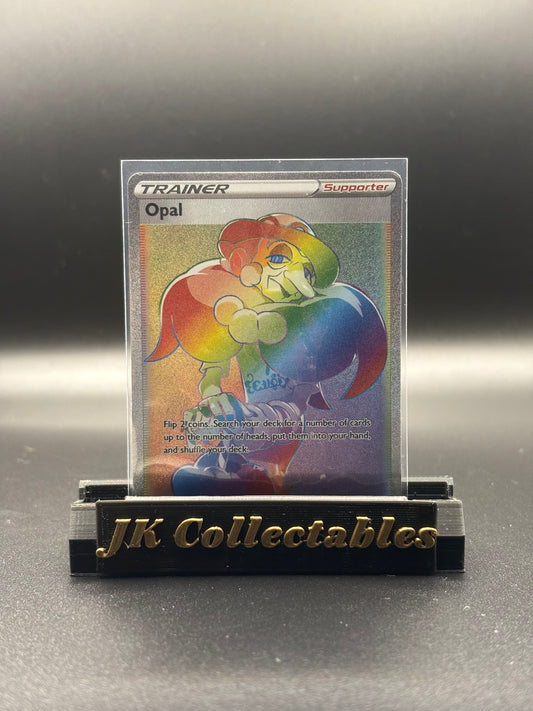 TRAINER Supporter
Opal
Flip 2 coins. Search your deck for a number of cards
up to the number of heads, put them into your hand,
and shuffle your deck.
JK Collectables